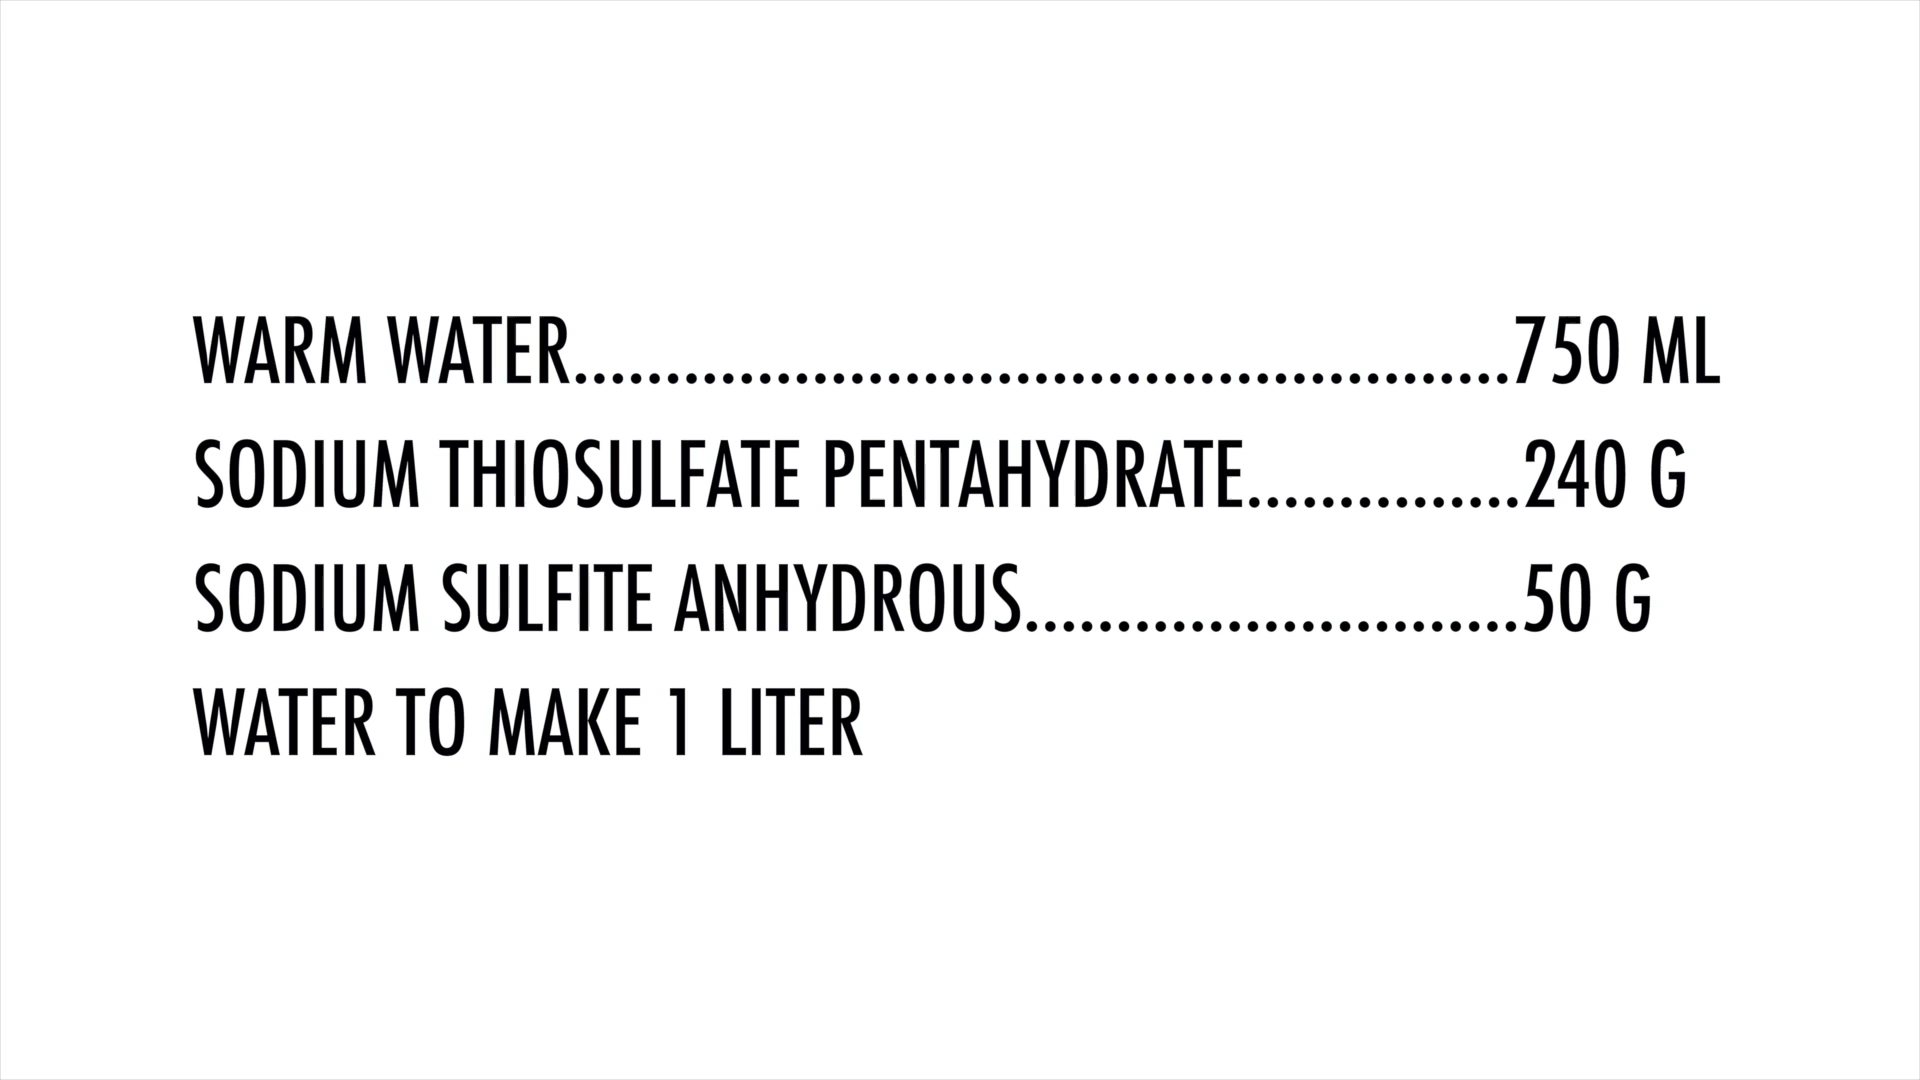 WARM WATER...................................................750 ML
SODIUM THIOSULFATE PENTAHYDRATE...............240 G
SODIUM SULFITE ANHYDROUS...........................50 G
WATER TO MAKE 1 LITER